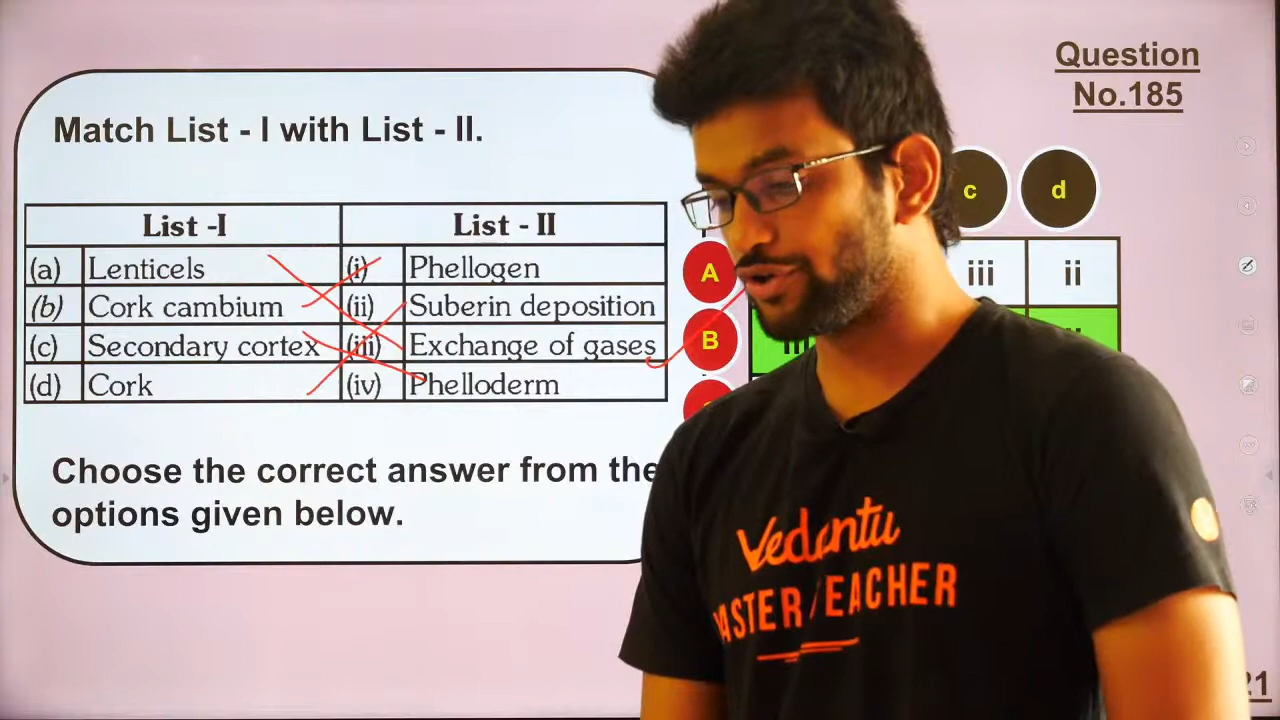 Question
No.185
Match List - I with List - II.
List -I List - II
(a) Lenticels (i) Phellogen
(b) Cork cambium (ii) Suberin deposition
(c) Secondary cortex (iii) Exchange of gases
(d) Cork (iv) Phelloderm
Choose the correct answer from the
options given below.
c d
A iii ii
B
Vedantu
MASTER TEACHER
21